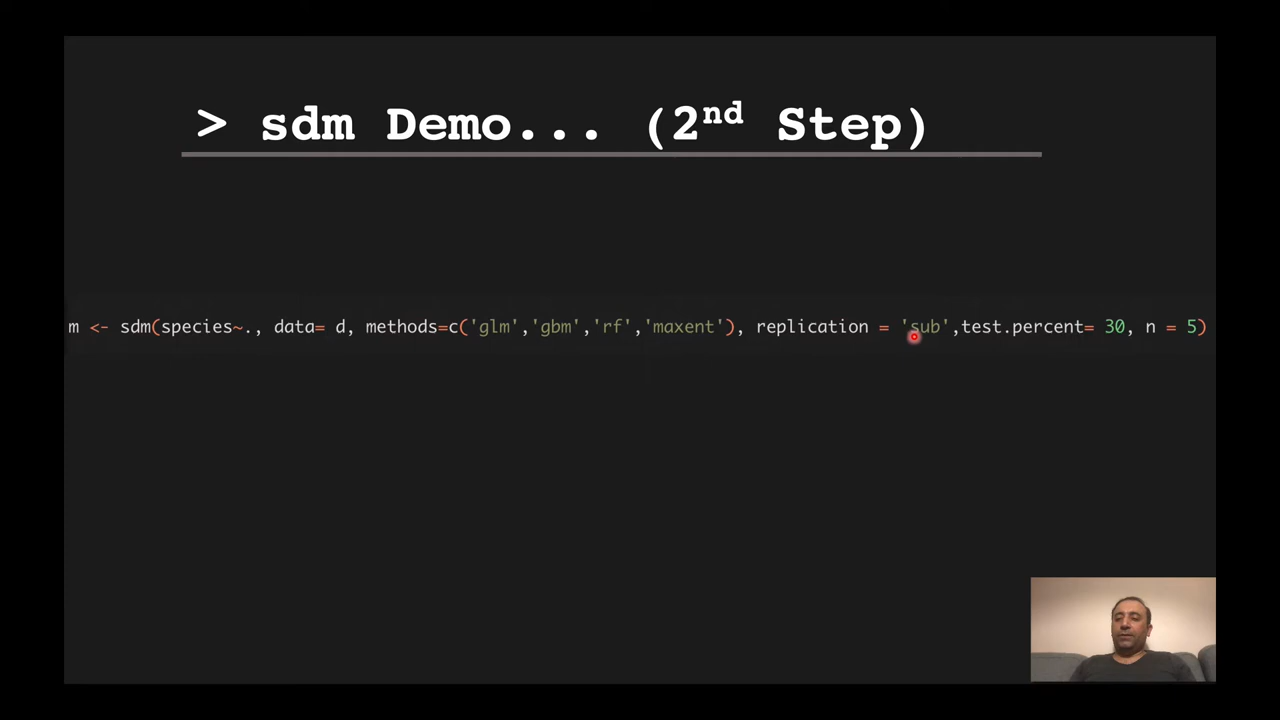 > sdm Demo... (2nd Step)
m <- sdm(species~., data= d, methods=c('glm','gbm','rf','maxent'), replication = 'sub',test.percent= 30, n = 5)